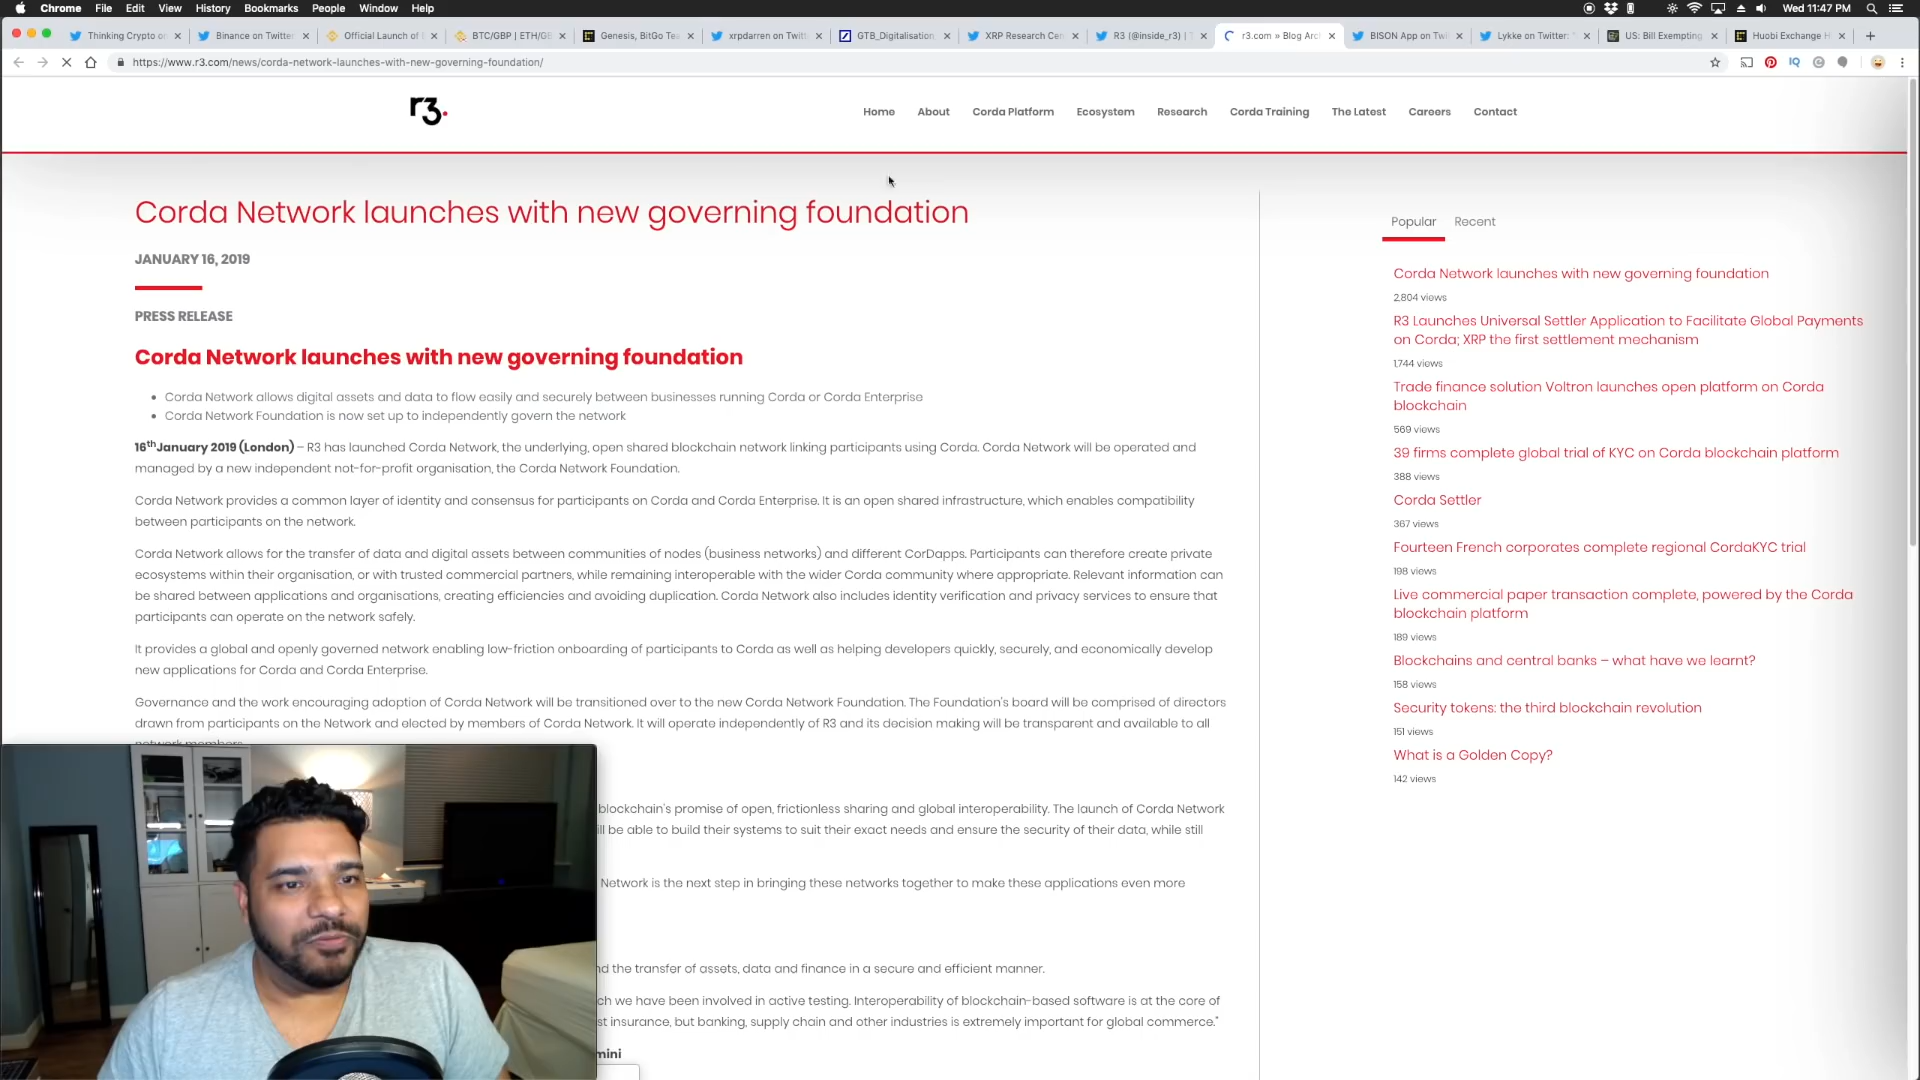 Chrome File Edit View History Bookmarks People Window Help Wed 11:47 PM
Thinking Crypto on Binance on Twitter Official Launch of BTC/GBP | ETH/GB Genesis, BitGo Tea xrpdarren on Twitte GTB_Digitalisation_ XRP Research Cen R3 (@inside_r3) | T r3.com » Blog Arc BISON App on Twi Lykke on Twitter: " US: Bill Exempting Huobi Exchange H
https://www.r3.com/news/corda-network-launches-with-new-governing-foundation/
r3.
Home About Corda Platform Ecosystem Research Corda Training The Latest Careers Contact
Corda Network launches with new governing foundation
JANUARY 16, 2019
PRESS RELEASE
Corda Network launches with new governing foundation
• Corda Network allows digital assets and data to flow easily and securely between businesses running Corda or Corda Enterprise
• Corda Network Foundation is now set up to independently govern the network
16th January 2019 (London) – R3 has launched Corda Network, the underlying, open shared blockchain network linking participants using Corda. Corda Network will be operated and
managed by a new independent not-for-profit organisation, the Corda Network Foundation.
Corda Network provides a common layer of identity and consensus for participants on Corda and Corda Enterprise. It is an open shared infrastructure, which enables compatibility
between participants on the network.
Corda Network allows for the transfer of data and digital assets between communities of nodes (business networks) and different CorDapps. Participants can therefore create private
ecosystems within their organisation, or with trusted commercial partners, while remaining interoperable with the wider Corda community where appropriate. Relevant information can
be shared between applications and organisations, creating efficiencies and avoiding duplication. Corda Network also includes identity verification and privacy services to ensure that
participants can operate on the network safely.
It provides a global and openly governed network enabling low-friction onboarding of participants to Corda as well as helping developers quickly, securely, and economically develop
new applications for Corda and Corda Enterprise.
Governance and the work encouraging adoption of Corda Network will be transitioned over to the new Corda Network Foundation. The Foundation's board will be comprised of directors
drawn from participants on the Network and elected by members of Corda Network. It will operate independently of R3 and its decision making will be transparent and available to all
network members.
blockchain's promise of open, frictionless sharing and global interoperability. The launch of Corda Network
ill be able to build their systems to suit their exact needs and ensure the security of their data, while still
Network is the next step in bringing these networks together to make these applications even more
nd the transfer of assets, data and finance in a secure and efficient manner.
ch we have been involved in active testing. Interoperability of blockchain-based software is at the core of
st insurance, but banking, supply chain and other industries is extremely important for global commerce."
mini
Popular Recent
Corda Network launches with new governing foundation
2,804 views
R3 Launches Universal Settler Application to Facilitate Global Payments
on Corda; XRP the first settlement mechanism
1,744 views
Trade finance solution Voltron launches open platform on Corda
blockchain
569 views
39 firms complete global trial of KYC on Corda blockchain platform
388 views
Corda Settler
367 views
Fourteen French corporates complete regional CordaKYC trial
198 views
Live commercial paper transaction complete, powered by the Corda
blockchain platform
189 views
Blockchains and central banks – what have we learnt?
158 views
Security tokens: the third blockchain revolution
151 views
What is a Golden Copy?
142 views